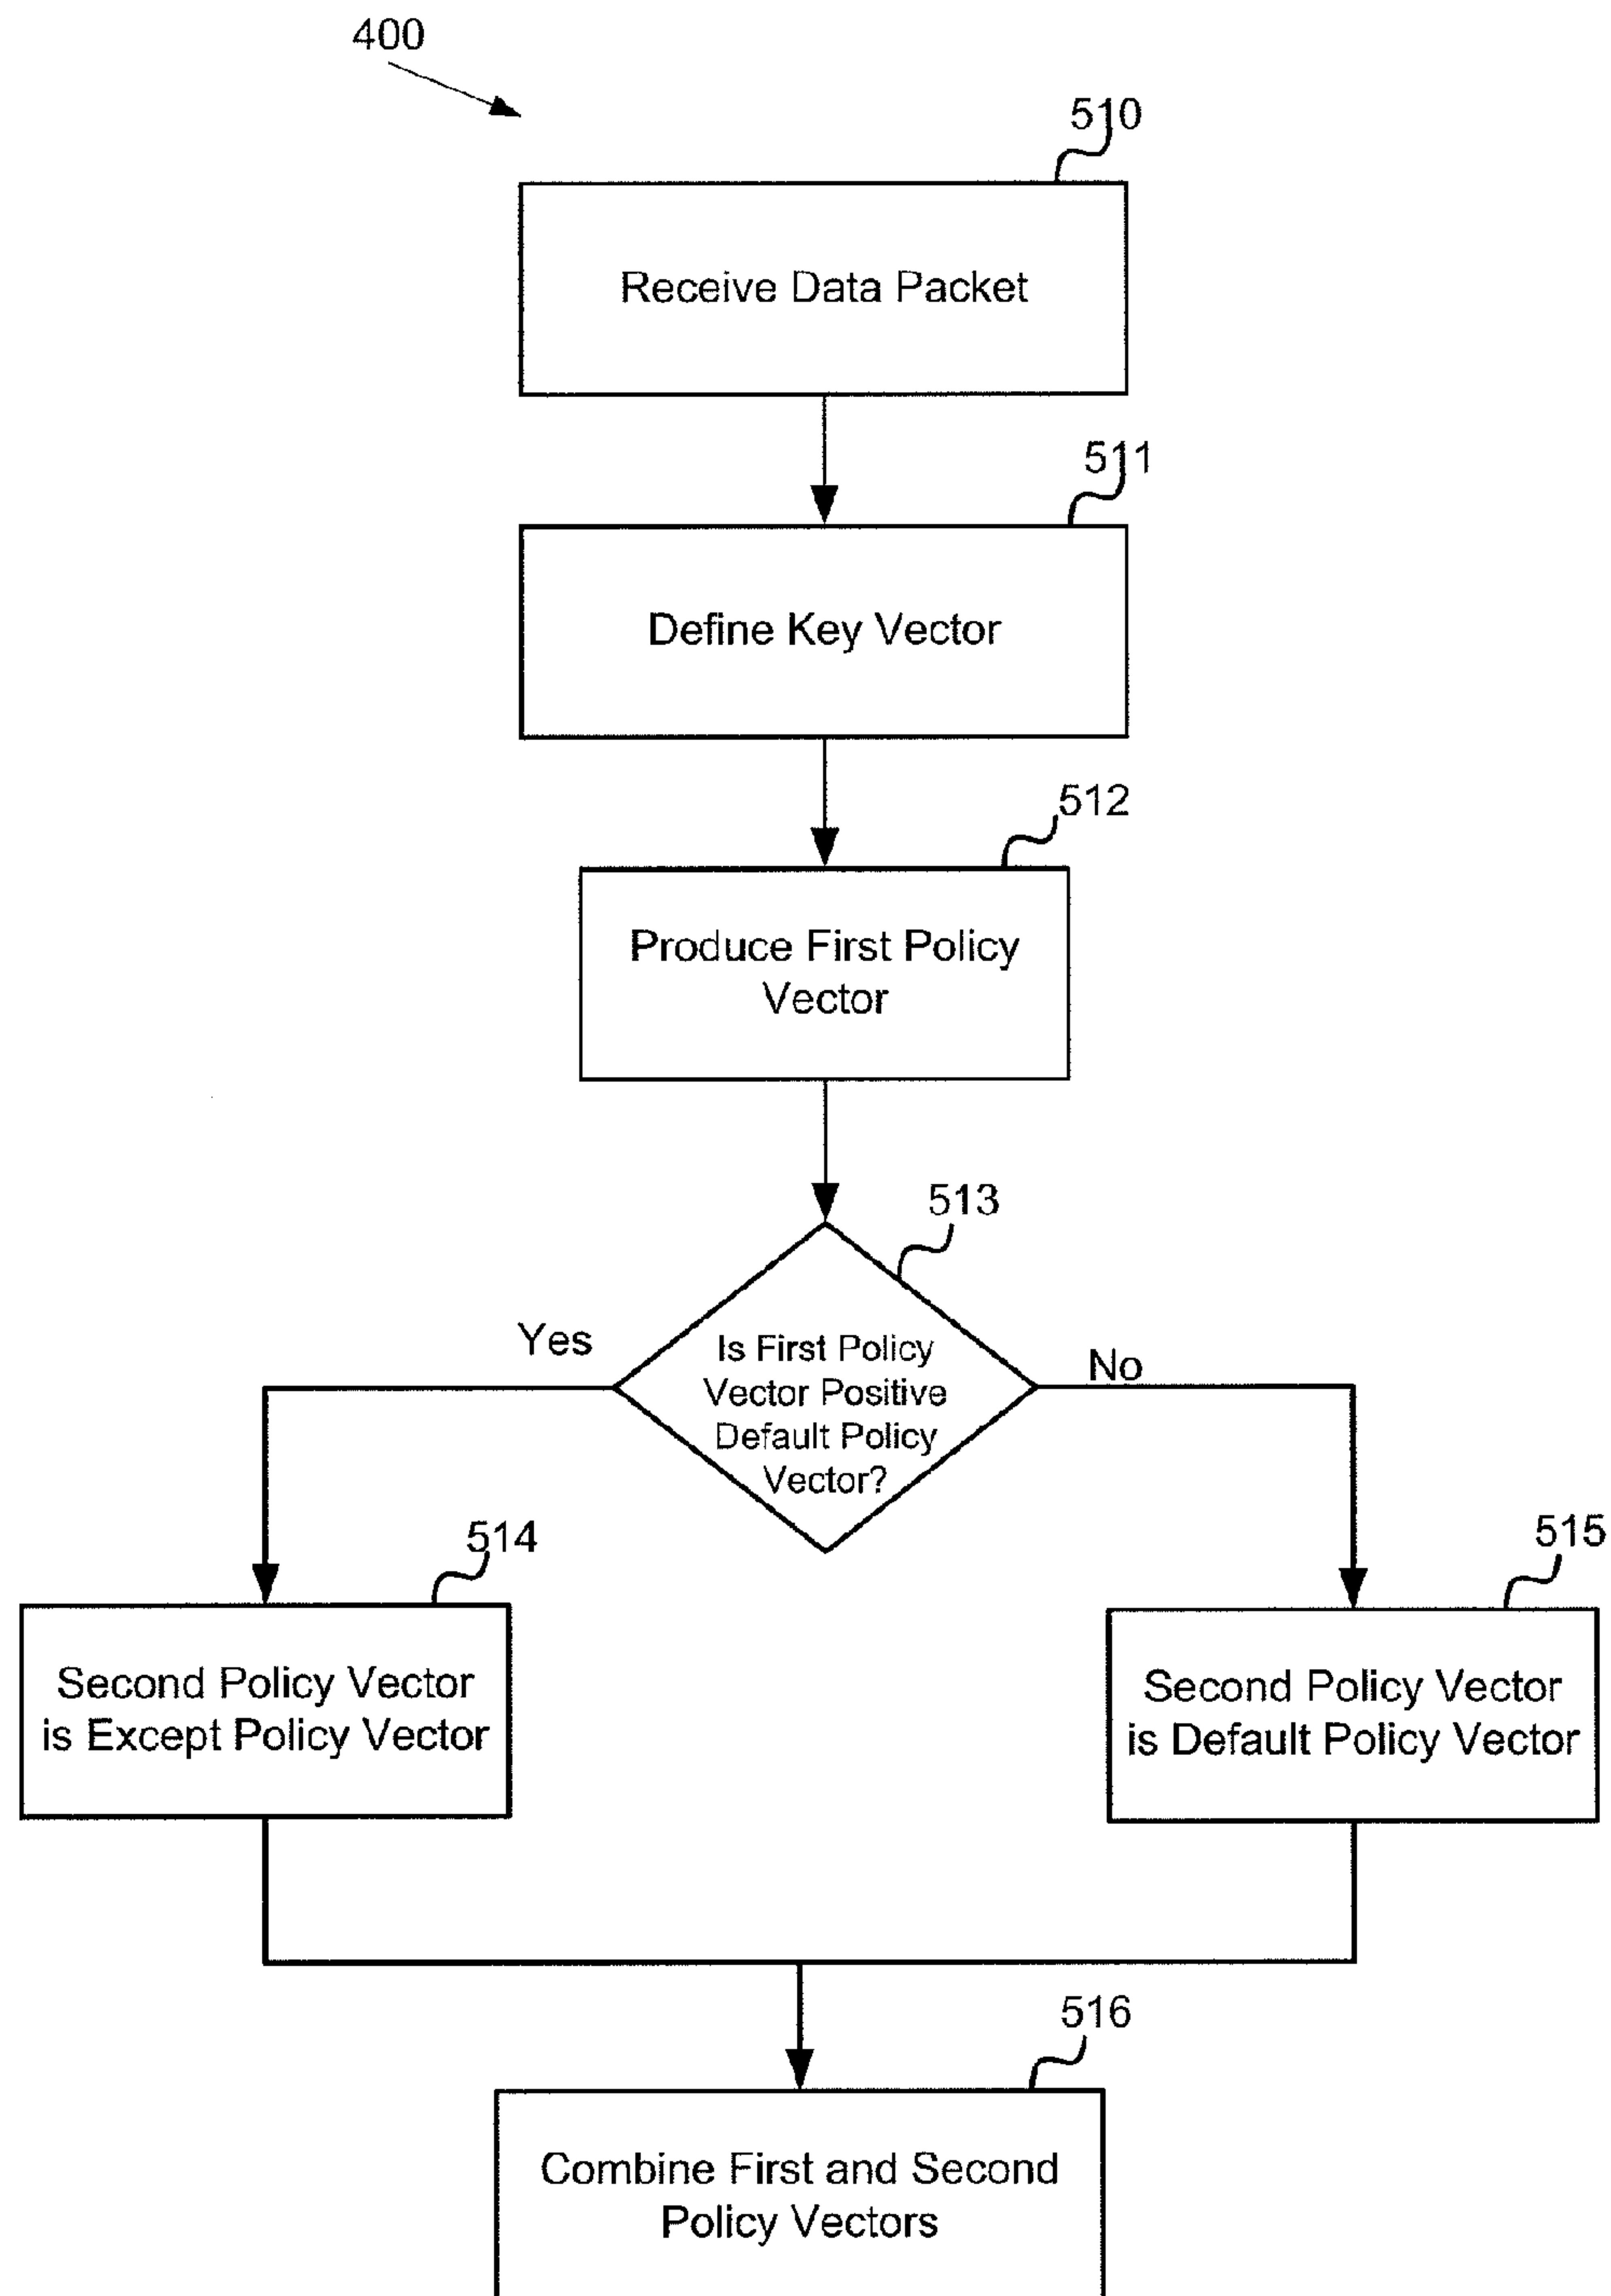 400
510
Receive Data Packet
511
Define Key Vector
512
Produce First Policy
Vector
513
Yes
Is First Policy
Vector Positive
Default Policy
Vector?
No
514
Second Policy Vector
is Except Policy Vector
515
Second Policy Vector
is Default Policy Vector
516
Combine First and Second
Policy Vectors